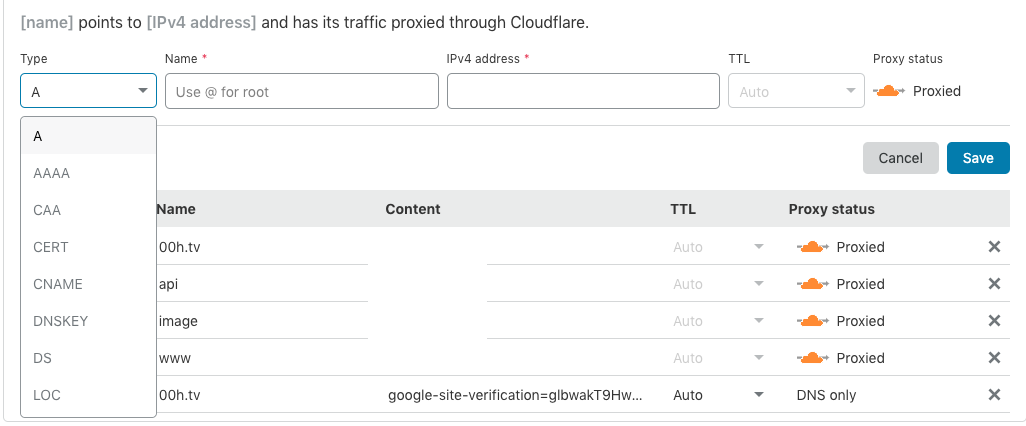 [name] points to [IPv4 address] and has its traffic proxied through Cloudflare.
Type Name * IPv4 address * TTL Proxy status
A Use @ for root Auto Proxied
A
Cancel Save
AAAA
CAA Name Content TTL Proxy status
CERT 00h.tv Auto Proxied
CNAME api Auto Proxied
DNSKEY image Auto Proxied
DS www Auto Proxied
LOC 00h.tv google-site-verification=glbwakT9Hw... Auto DNS only